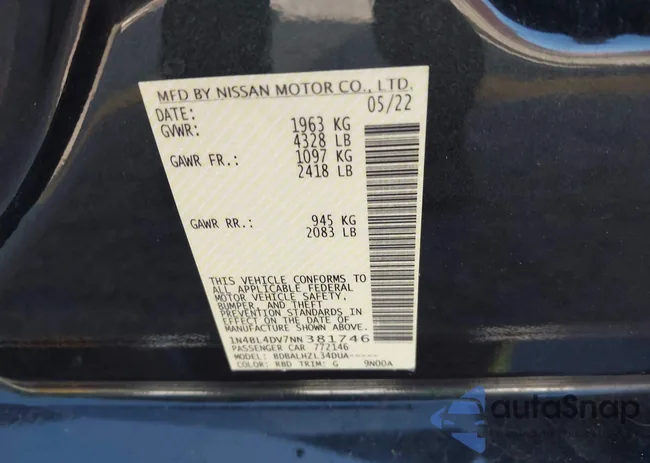 MFD BY NISSAN MOTOR CO., LTD.
DATE: 05/22
GVWR: 1963 KG
4328 LB
GAWR FR.: 1097 KG
2418 LB
GAWR RR.: 945 KG
2083 LB
THIS VEHICLE CONFORMS TO
ALL APPLICABLE FEDERAL
MOTOR VEHICLE SAFETY,
BUMPER, AND THEFT
PREVENTION STANDARDS IN
EFFECT ON THE DATE OF
MANUFACTURE SHOWN ABOVE.
1N4BL4DV7NN381746
PASSENGER CAR 772146
MODEL: BDBALHZL34DUA-----
COLOR: RBD TRIM: G 9N00A
autoSnap